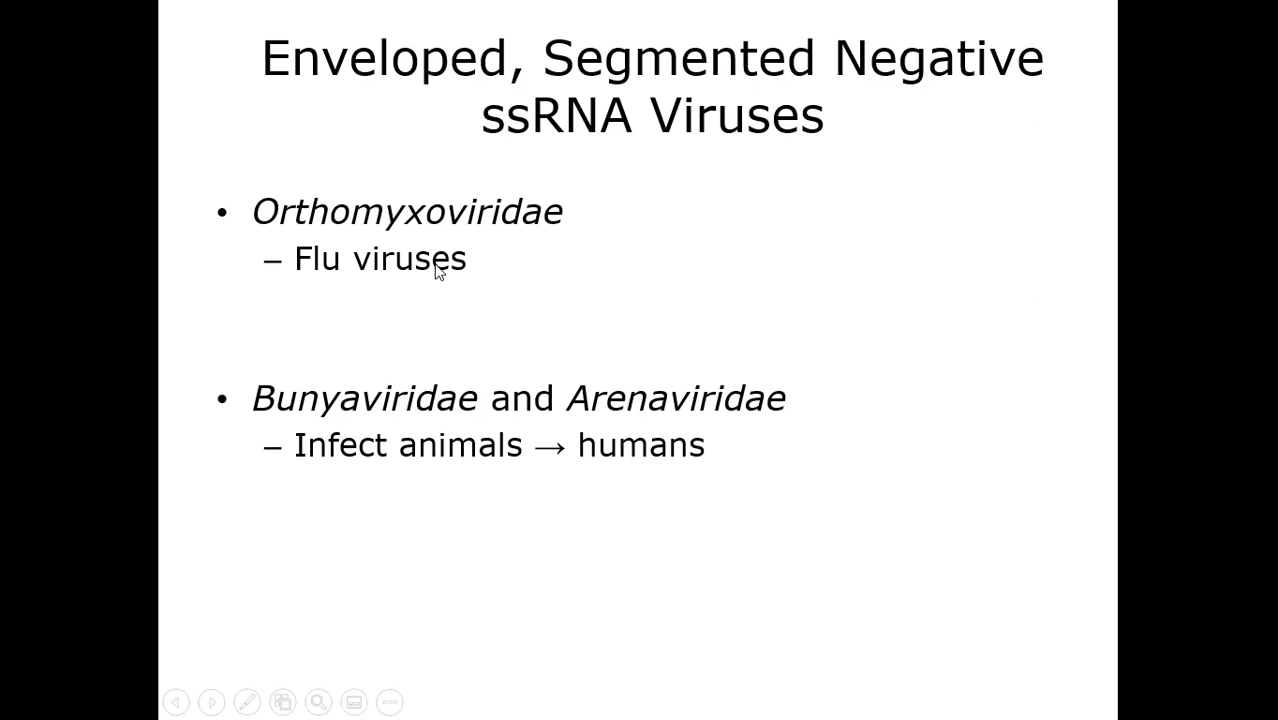 Enveloped, Segmented Negative
ssRNA Viruses
• Orthomyxoviridae
– Flu viruses
• Bunyaviridae and Arenaviridae
– Infect animals → humans